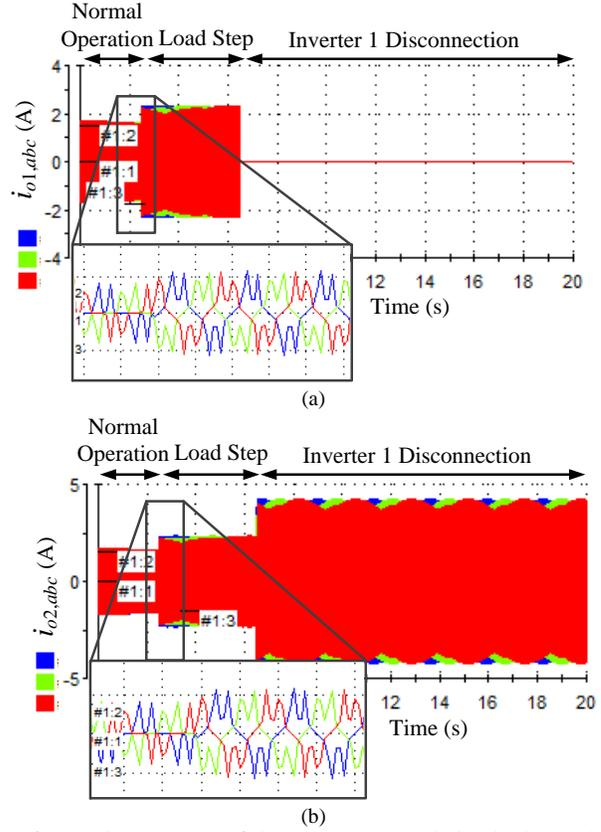 Normal
Operation Load Step Inverter 1 Disconnection
4
2
0
-2
-4
i_{o1,abc} (A)
#1:2
#1:1
#1:3
12 14 16 18 20
Time (s)
2
1
3
(a)
Normal
Operation Load Step Inverter 1 Disconnection
5
0
-5
i_{o2,abc} (A)
#1:2
#1:1
#1:3
12 14 16 18 20
Time (s)
#1:2
#1:1
#1:3
(b)